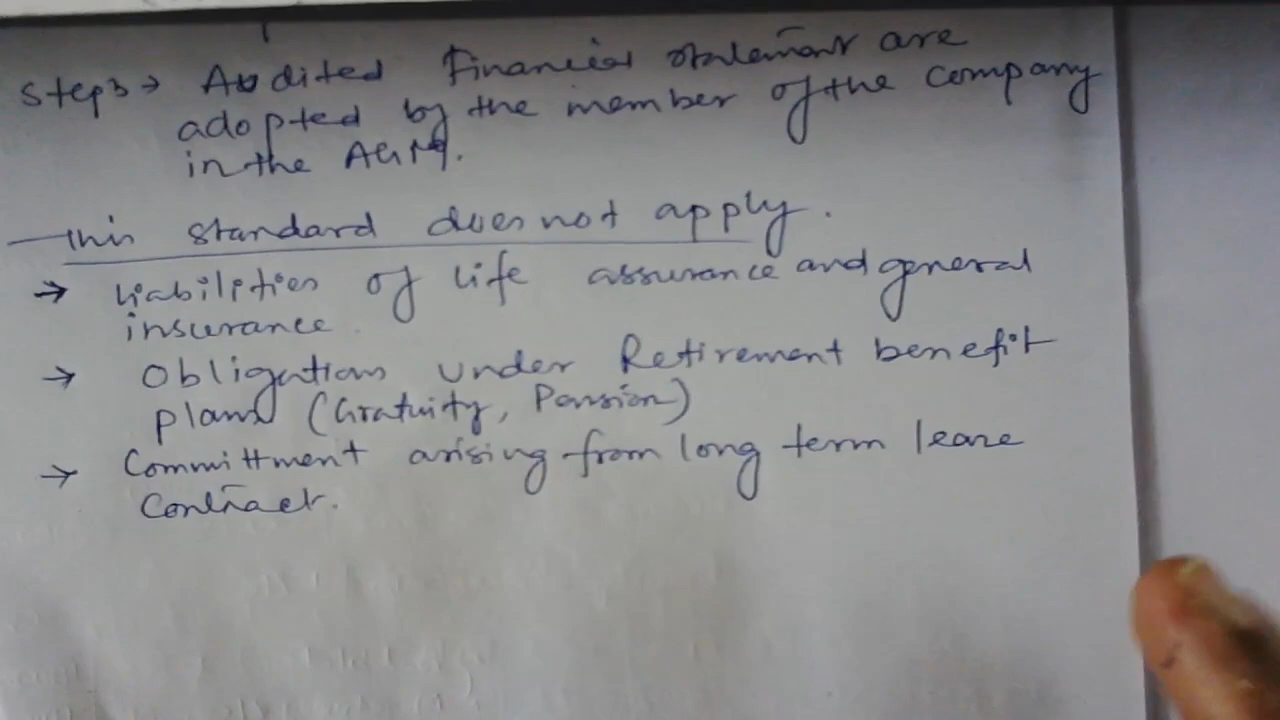 Step3 → Audited Financial statement are
adopted by the member of the company
in the AGM.
This standard does not apply.
→ Liabilities of life assurance and general
insurance.
→ Obligations under Retirement benefit
plans (Gratuity, Pension)
→ Committment arising from long term lease
Contract.